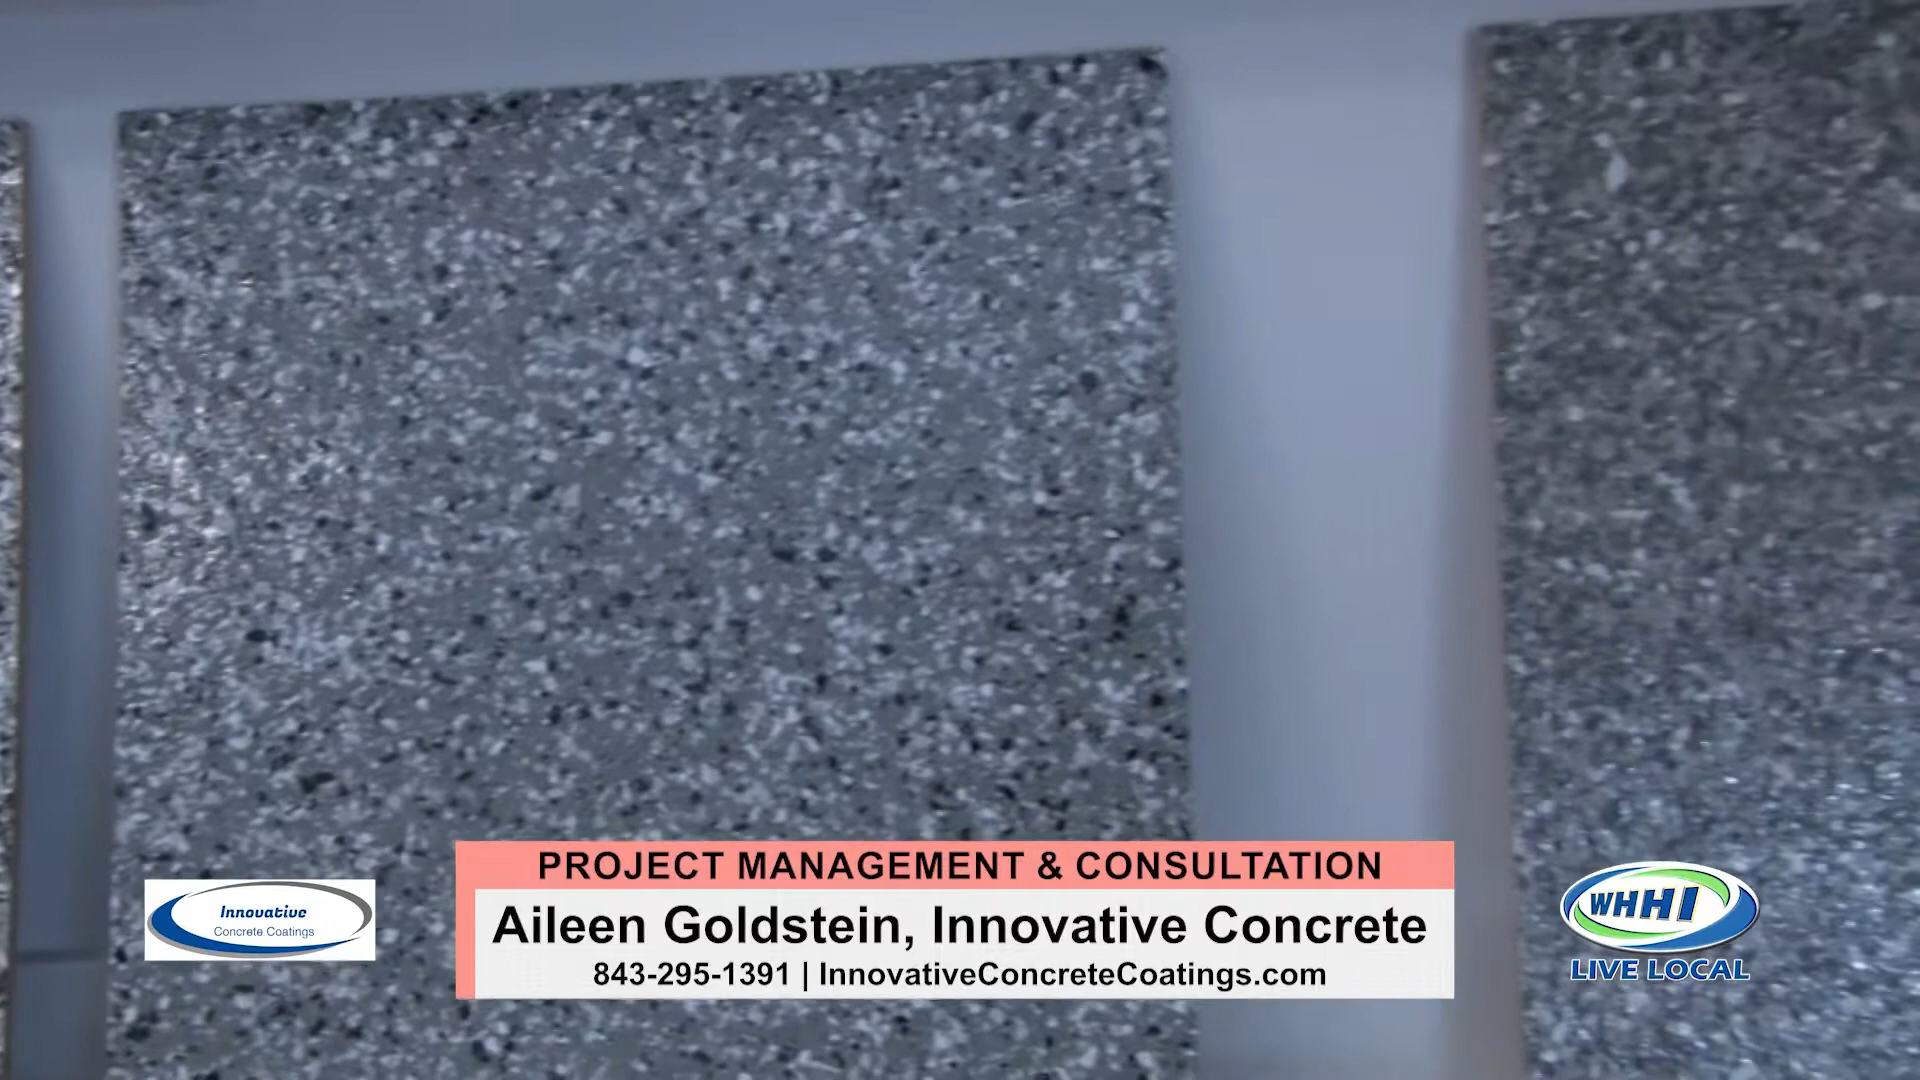 PROJECT MANAGEMENT & CONSULTATION
Aileen Goldstein, Innovative Concrete
843-295-1391 | InnovativeConcreteCoatings.com
Innovative
Concrete Coatings
WHHI
LIVE LOCAL